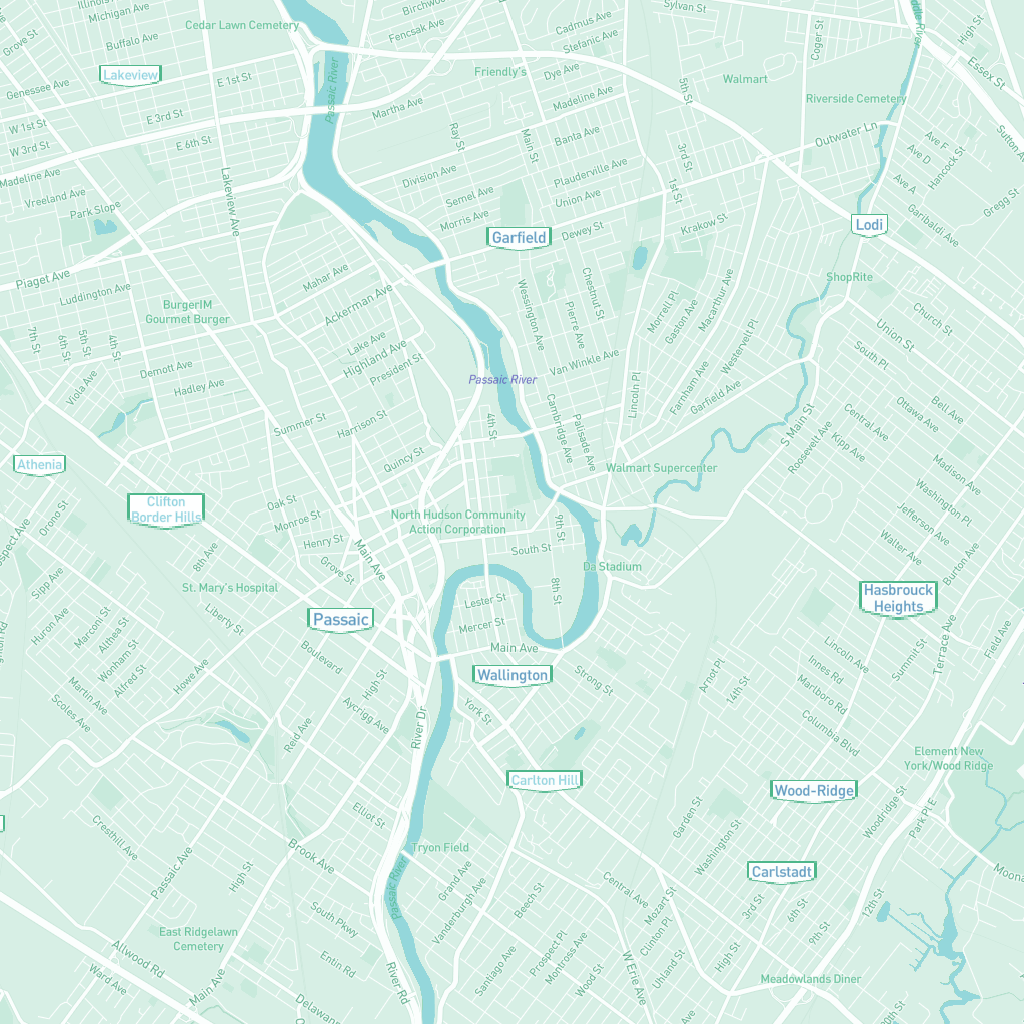 Illinois
Michigan Ave
Birchwood
Sylvan St
Cedar Lawn Cemetery
Fencsak Ave
Cadmus Ave
High St
Grove St
Buffalo Ave
Stefanic Ave
Coger St
Essex St
Lakeview
E 1st St
Friendly's
Dye Ave
Walmart
5th St
Genessee Ave
Passaic River
Madeline Ave
Riverside Cemetery
W 1st St
E 3rd St
Martha Ave
Ray St
Main St
Banta Ave
Outwater Ln
Sutton Av
W 3rd St
E 6th St
3rd St
Ave F
Ave D
Hancock St
Madeline Ave
Division Ave
Plauderville Ave
1st St
Ave A
Vreeland Ave
Lakeview Ave
Semel Ave
Union Ave
Gregg St
Park Slope
Morris Ave
Dewey St
Krakow St
Garibaldi Ave
Garfield
Lodi
Piaget Ave
Mahar Ave
ShopRite
Luddington Ave
Ackerman Ave
Wessington Ave
Chestnut St
Morrell Pl
Gaston Ave
Macarthur Ave
BurgerIM
Gourmet Burger
Pierre Ave
Church St
7th St
6th St
5th St
4th St
Lake Ave
Highland Ave
Westervelt Pl
Union St
Demott Ave
President St
Van Winkle Ave
South Pl
Viola Ave
Hadley Ave
Passaic River
Lincoln Pl
Farnham Ave
Garfield Ave
Summer St
Harrison St
4th St
Cambridge Ave
Palisade Ave
S Main St
Central Ave
Ottawa Ave
Bell Ave
Kipp Ave
Roosevelt Ave
Athenia
Quincy St
Walmart Supercenter
Madison Ave
Clifton
Border Hills
Oak St
Washington Pl
Orono St
Monroe St
North Hudson Community
Action Corporation
9th St
Jefferson Ave
Henry St
Main Ave
South St
Walter Ave
Burton Ave
8th Ave
Grove St
Da Stadium
Sipp Ave
St. Mary's Hospital
8th St
Hasbrouck
Heights
Huron Ave
Marconi St
Althea St
Liberty St
Passaic
Lester St
Mercer St
Terrace Ave
Field Ave
Wonham St
Boulevard
Main Ave
Lincoln Ave
Summit St
Alfred St
Howe Ave
High St
Wallington
Strong St
Arnot Pl
14th St
Innes Rd
Martin Ave
Marlboro Rd
Scoles Ave
Aycrigg Ave
York St
Reid Ave
River Dr
Columbia Blvd
Element New
York/Wood Ridge
Carlton Hill
Wood-Ridge
Elliot St
Garden St
Woodridge St
Park Pl E
Cresthill Ave
Brook Ave
Tryon Field
Washington St
Passaic Ave
High St
Grand Ave
Carlstadt
Moona
Passaic River
Vanderburgh Ave
Beech St
Central Ave
Mozart St
3rd St
6th St
12th St
South Pkwy
East Ridgelawn
Cemetery
Clinton Pl
9th St
Allwood Rd
Entin Rd
Prospect Pl
Montross Ave
High St
Uhland St
Ward Ave
Main Ave
River Rd
Santiago Ave
Wood St
W Erie Ave
Meadowlands Diner
Delawanna
20th St